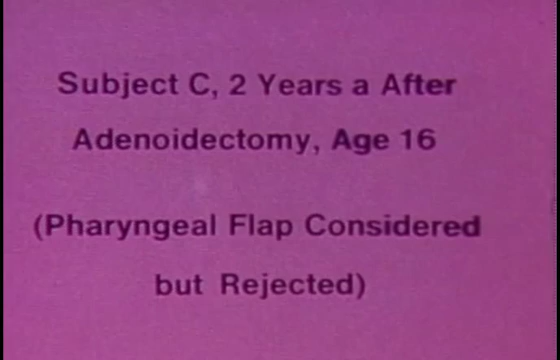 Subject C, 2 Years a After
Adenoidectomy, Age 16
(Pharyngeal Flap Considered
but Rejected)